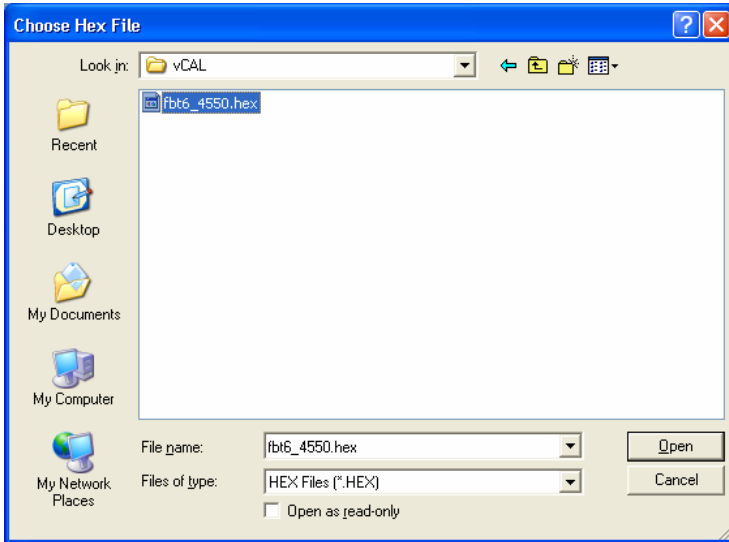 Choose Hex File
Look in: vCAL
fbt6_4550.hex
Recent
Desktop
My Documents
My Computer
My Network
Places
File name: fbt6_4550.hex Open
Files of type: HEX Files (*.HEX) Cancel
Open as read-only